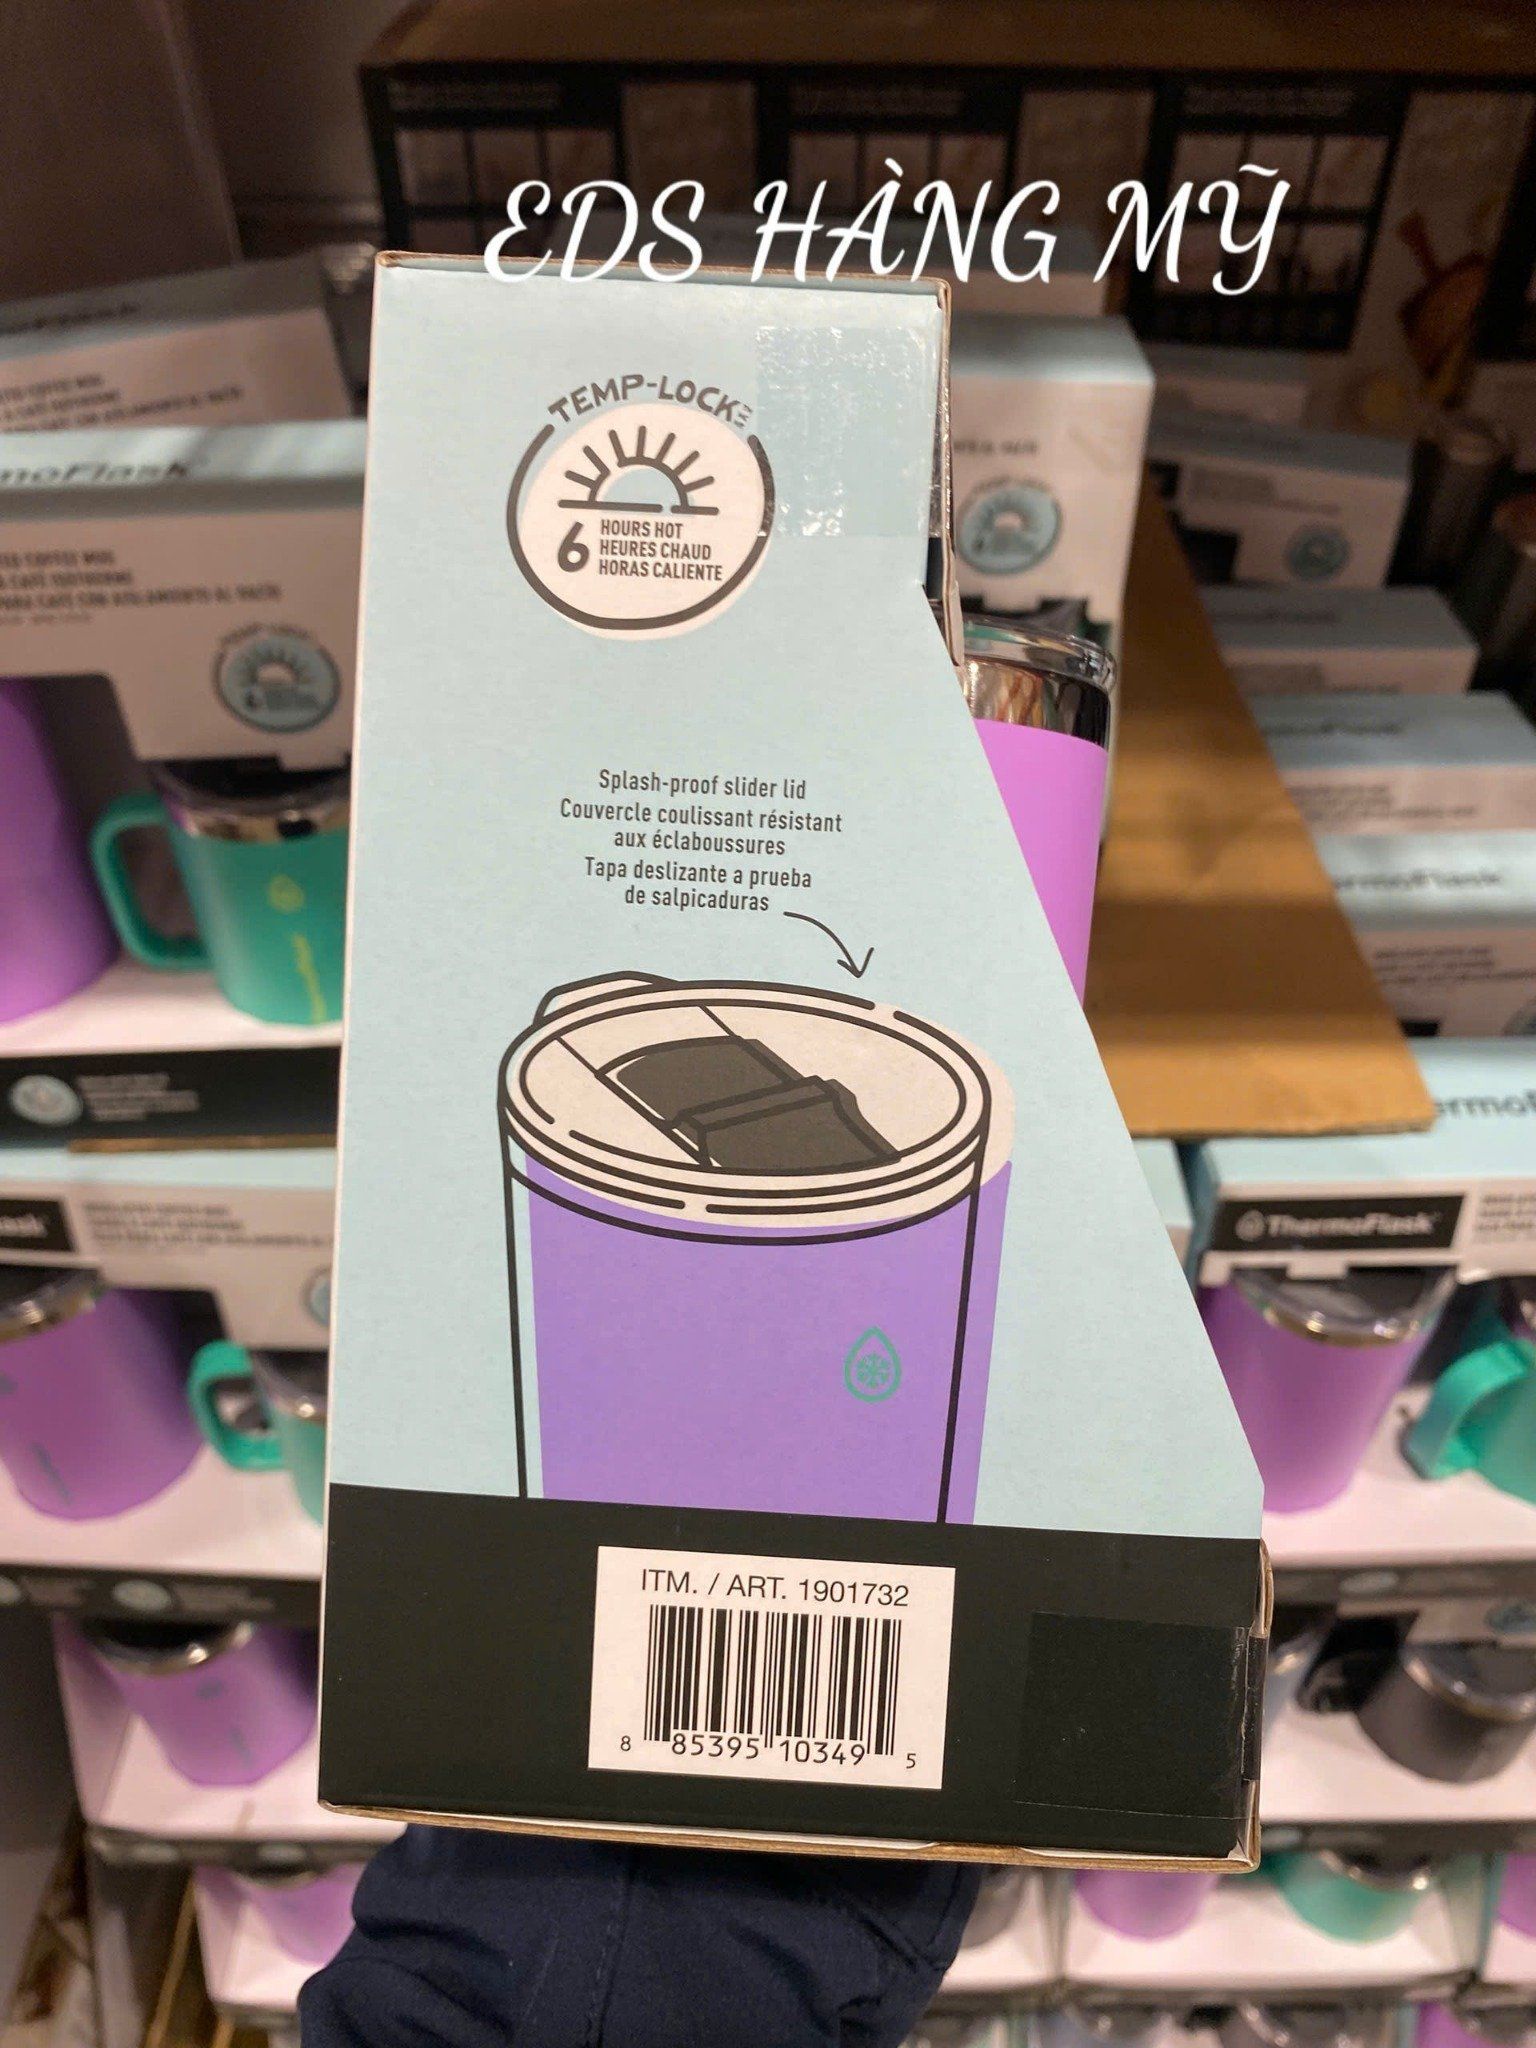 EDS HÀNG MỸ
TEMP-LOCK
6
HOURS HOT
HEURES CHAUD
HORAS CALIENTE
Splash-proof slider lid
Couvercle coulissant résistant
aux éclaboussures
Tapa deslizante a prueba
de salpicaduras
ITM. / ART. 1901732
8 85395 10349 5
ThermoFlask